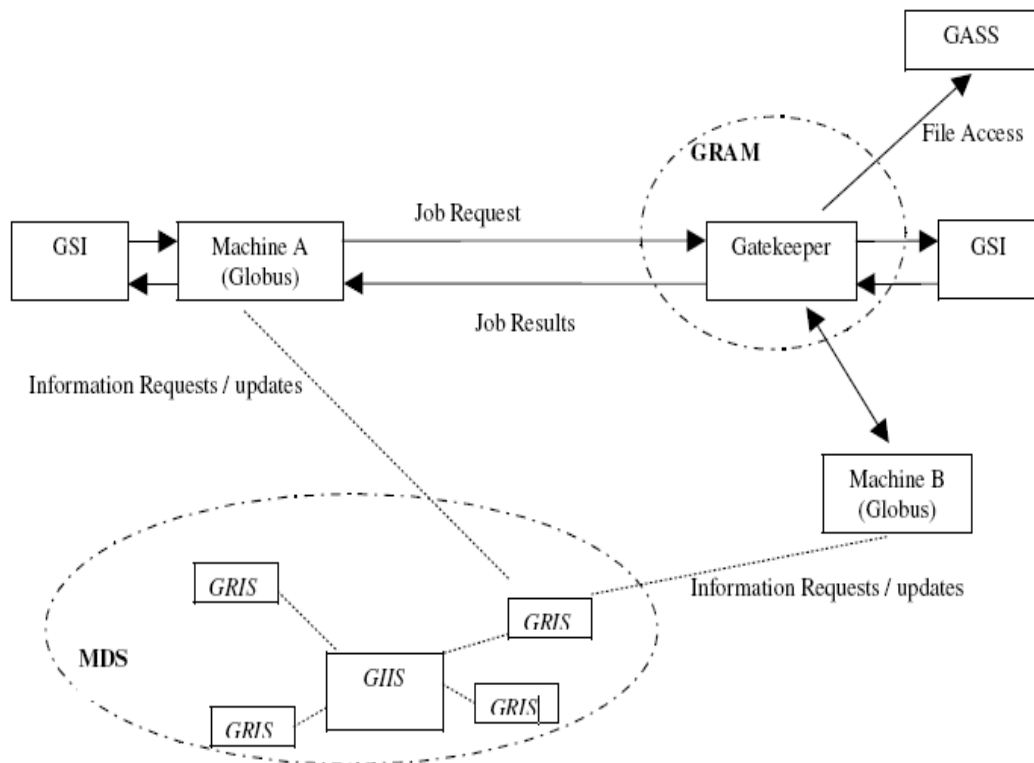 GASS
File Access
GRAM
Job Request
GSI
Machine A
(Globus)
Gatekeeper
GSI
Job Results
Information Requests / updates
Machine B
(Globus)
Information Requests / updates
GRIS
GRIS
MDS
GIIS
GRIS
GRIS